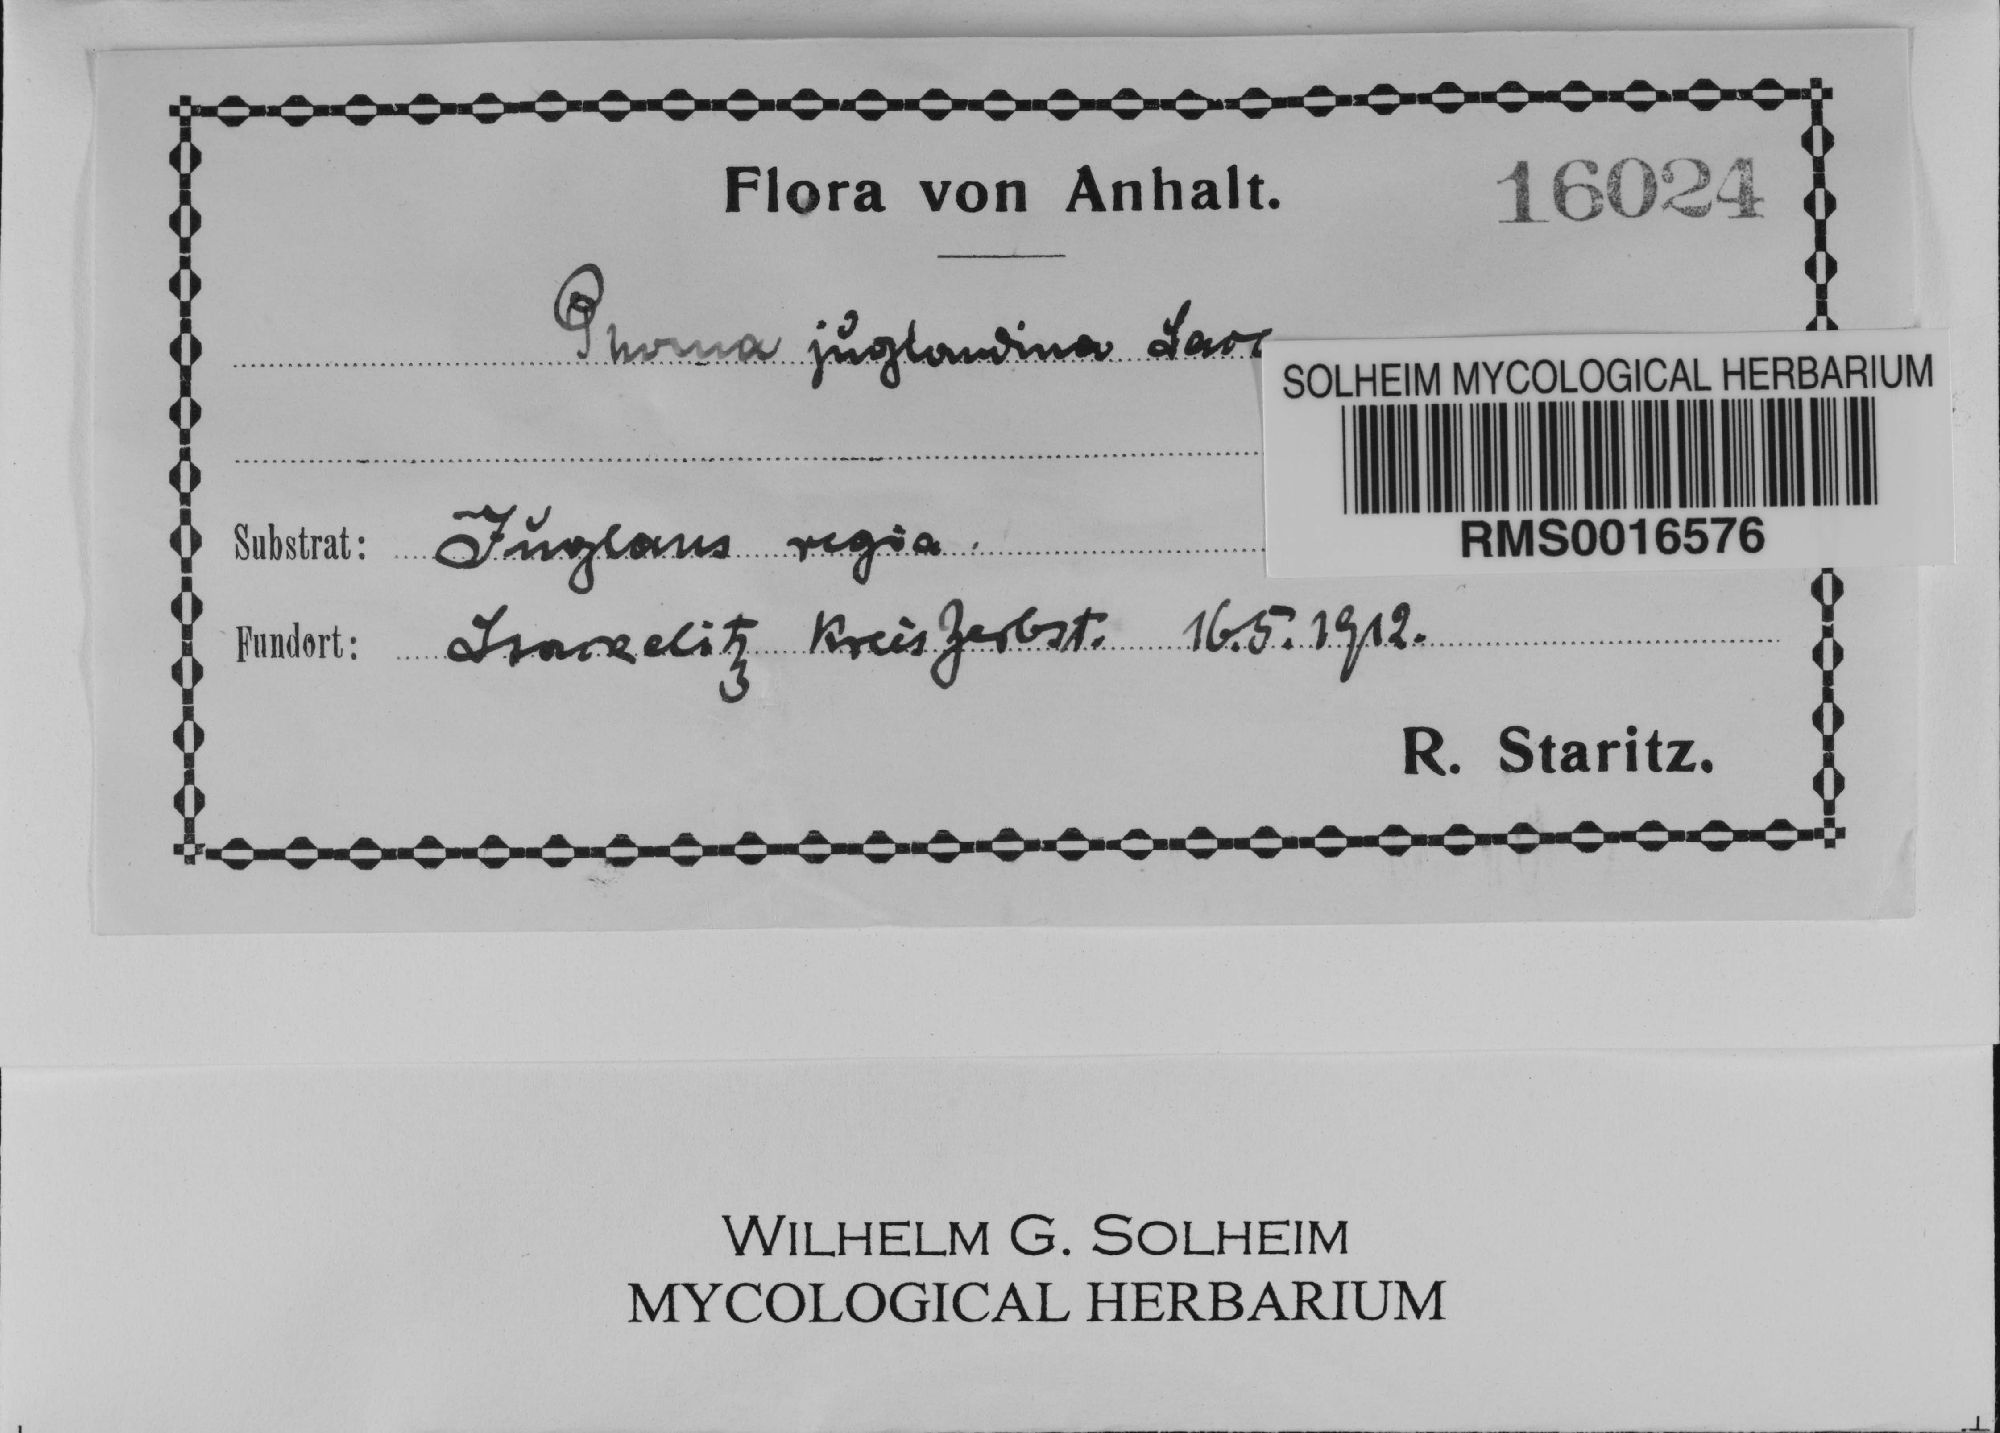 Flora von Anhalt.
16024
Phoma juglandina Sacc
SOLHEIM MYCOLOGICAL HERBARIUM
RMS0016576
Substrat: Juglans regia.
Fundort: Kreis Zerbst. 16.5.1912.
R. Staritz.
WILHELM G. SOLHEIM
MYCOLOGICAL HERBARIUM